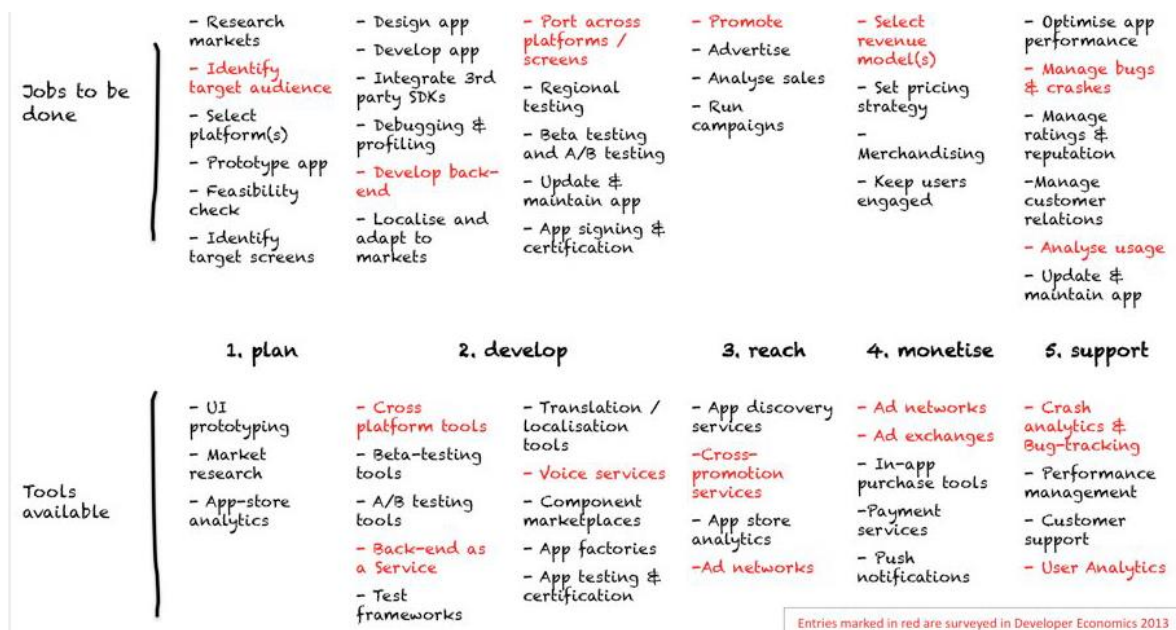 Jobs to be
done
- Research
markets
- Identify
target audience
- Select
platform(s)
- Prototype app
- Feasibility
check
- Identify
target screens
- Design app
- Develop app
- Integrate 3rd
party SDKs
- Debugging &
profiling
- Develop back-
end
- Localise and
adapt to
markets
- Port across
platforms /
screens
- Regional
testing
- Beta testing
and A/B testing
- Update &
maintain app
- App signing &
certification
- Promote
- Advertise
- Analyse sales
- Run
campaigns
- Select
revenue
model(s)
- Set pricing
strategy
-
Merchandising
- Keep users
engaged
- Optimise app
performance
- Manage bugs
& crashes
- Manage
ratings &
reputation
-Manage
customer
relations
- Analyse usage
- Update &
maintain app
1. plan
2. develop
3. reach
4. monetise
5. support
Tools
available
- UI
prototyping
- Market
research
- App-store
analytics
- Cross
platform tools
- Beta-testing
tools
- A/B testing
tools
- Back-end as
a Service
- Test
frameworks
- Translation /
localisation
tools
- Voice services
- Component
marketplaces
- App factories
- App testing &
certification
- App discovery
services
-Cross-
promotion
services
- App store
analytics
-Ad networks
- Ad networks
- Ad exchanges
- In-app
purchase tools
-Payment
services
- Push
notifications
- Crash
analytics &
Bug-tracking
- Performance
management
- Customer
support
- User Analytics
Entries marked in red are surveyed in Developer Economics 2013